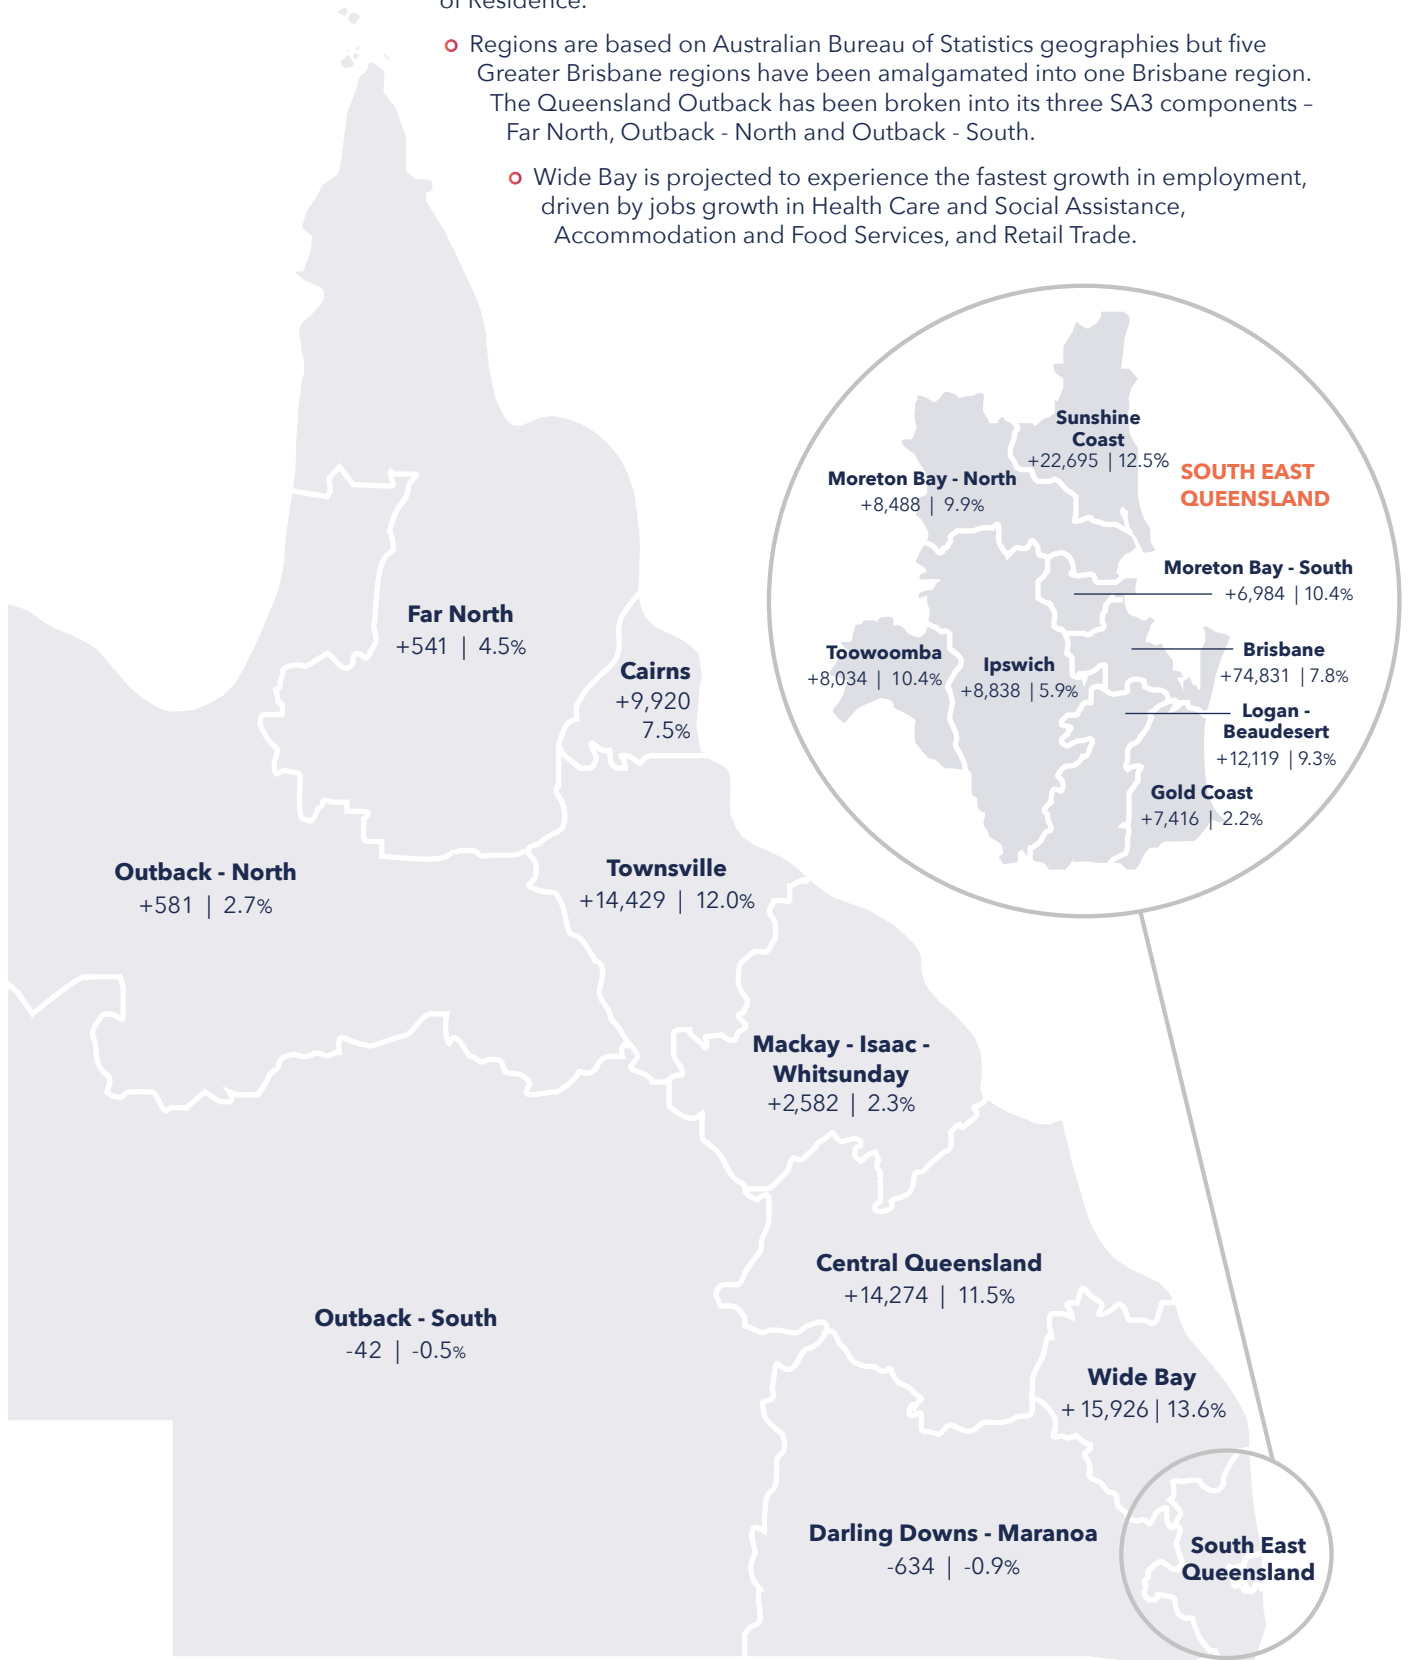 of Residence.
Regions are based on Australian Bureau of Statistics geographies but five
Greater Brisbane regions have been amalgamated into one Brisbane region.
The Queensland Outback has been broken into its three SA3 components –
Far North, Outback - North and Outback - South.
Wide Bay is projected to experience the fastest growth in employment,
driven by jobs growth in Health Care and Social Assistance,
Accommodation and Food Services, and Retail Trade.
Sunshine
Coast
+22,695 | 12.5%
SOUTH EAST
QUEENSLAND
Moreton Bay - North
+8,488 | 9.9%
Moreton Bay - South
+6,984 | 10.4%
Toowoomba
+8,034 | 10.4%
Ipswich
+8,838 | 5.9%
Brisbane
+74,831 | 7.8%
Logan -
Beaudesert
+12,119 | 9.3%
Gold Coast
+7,416 | 2.2%
Far North
+541 | 4.5%
Cairns
+9,920
7.5%
Outback - North
+581 | 2.7%
Townsville
+14,429 | 12.0%
Mackay - Isaac -
Whitsunday
+2,582 | 2.3%
Central Queensland
+14,274 | 11.5%
Outback - South
-42 | -0.5%
Wide Bay
+ 15,926 | 13.6%
Darling Downs - Maranoa
-634 | -0.9%
South East
Queensland